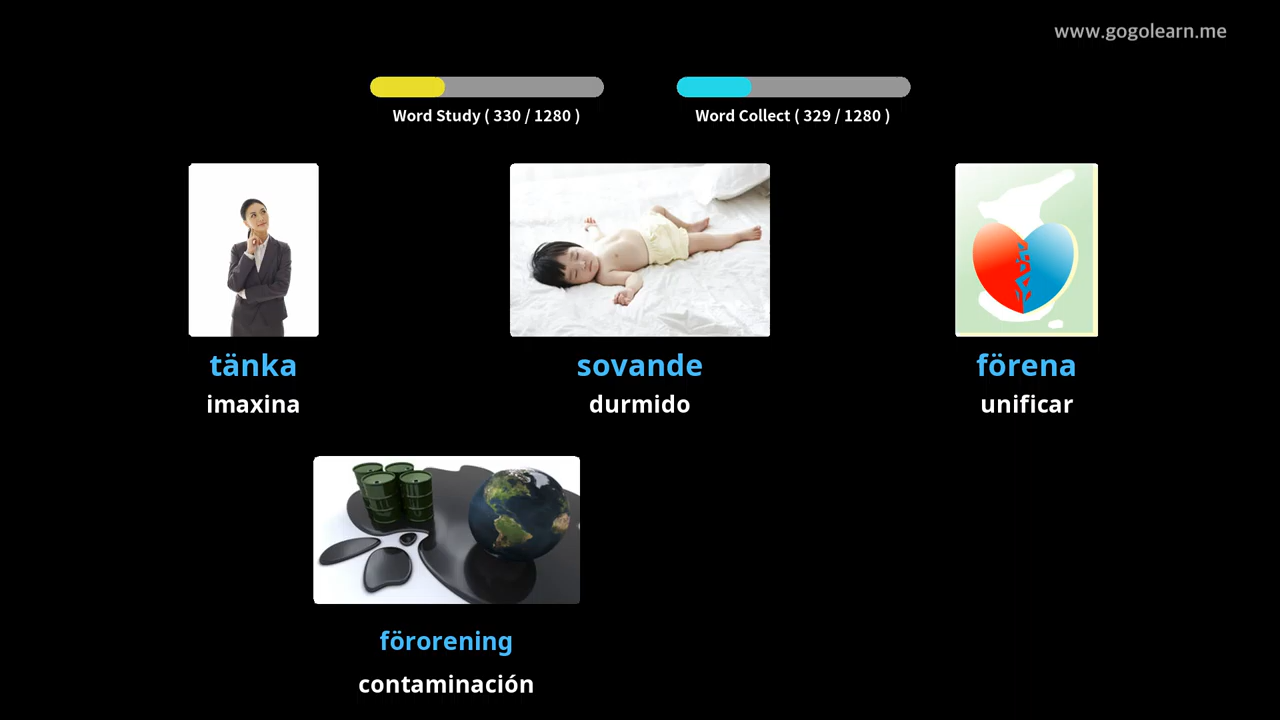 www.gogolearn.me
Word Study ( 330 / 1280 )
Word Collect ( 329 / 1280 )
tänka
imaxina
sovande
durmido
förena
unificar
förorening
contaminación